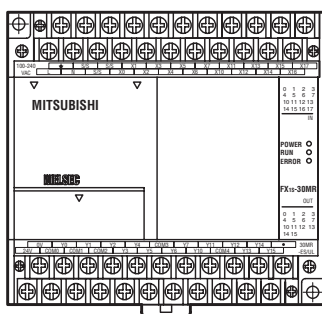 100-240 • S/S X1 X3 X5 X7 X11 X13 X15 X17
VAC L N S/S X0 X2 X4 X6 X10 X12 X14 X16
MITSUBISHI
0 1 2 3
4 5 6 7
10 11 12 13
14 15 16 17
IN
POWER
RUN
ERROR
MELSEC
FX1S-30MR
OUT
0 1 2 3
4 5 6 7
10 11 12 13
14 15
0V Y0 Y1 Y2 Y4 COM3 Y7 Y11 Y12 Y14 • 30MR
24V COM0 COM1 COM2 Y3 Y5 Y6 Y10 COM4 Y13 Y15 -ES/UL